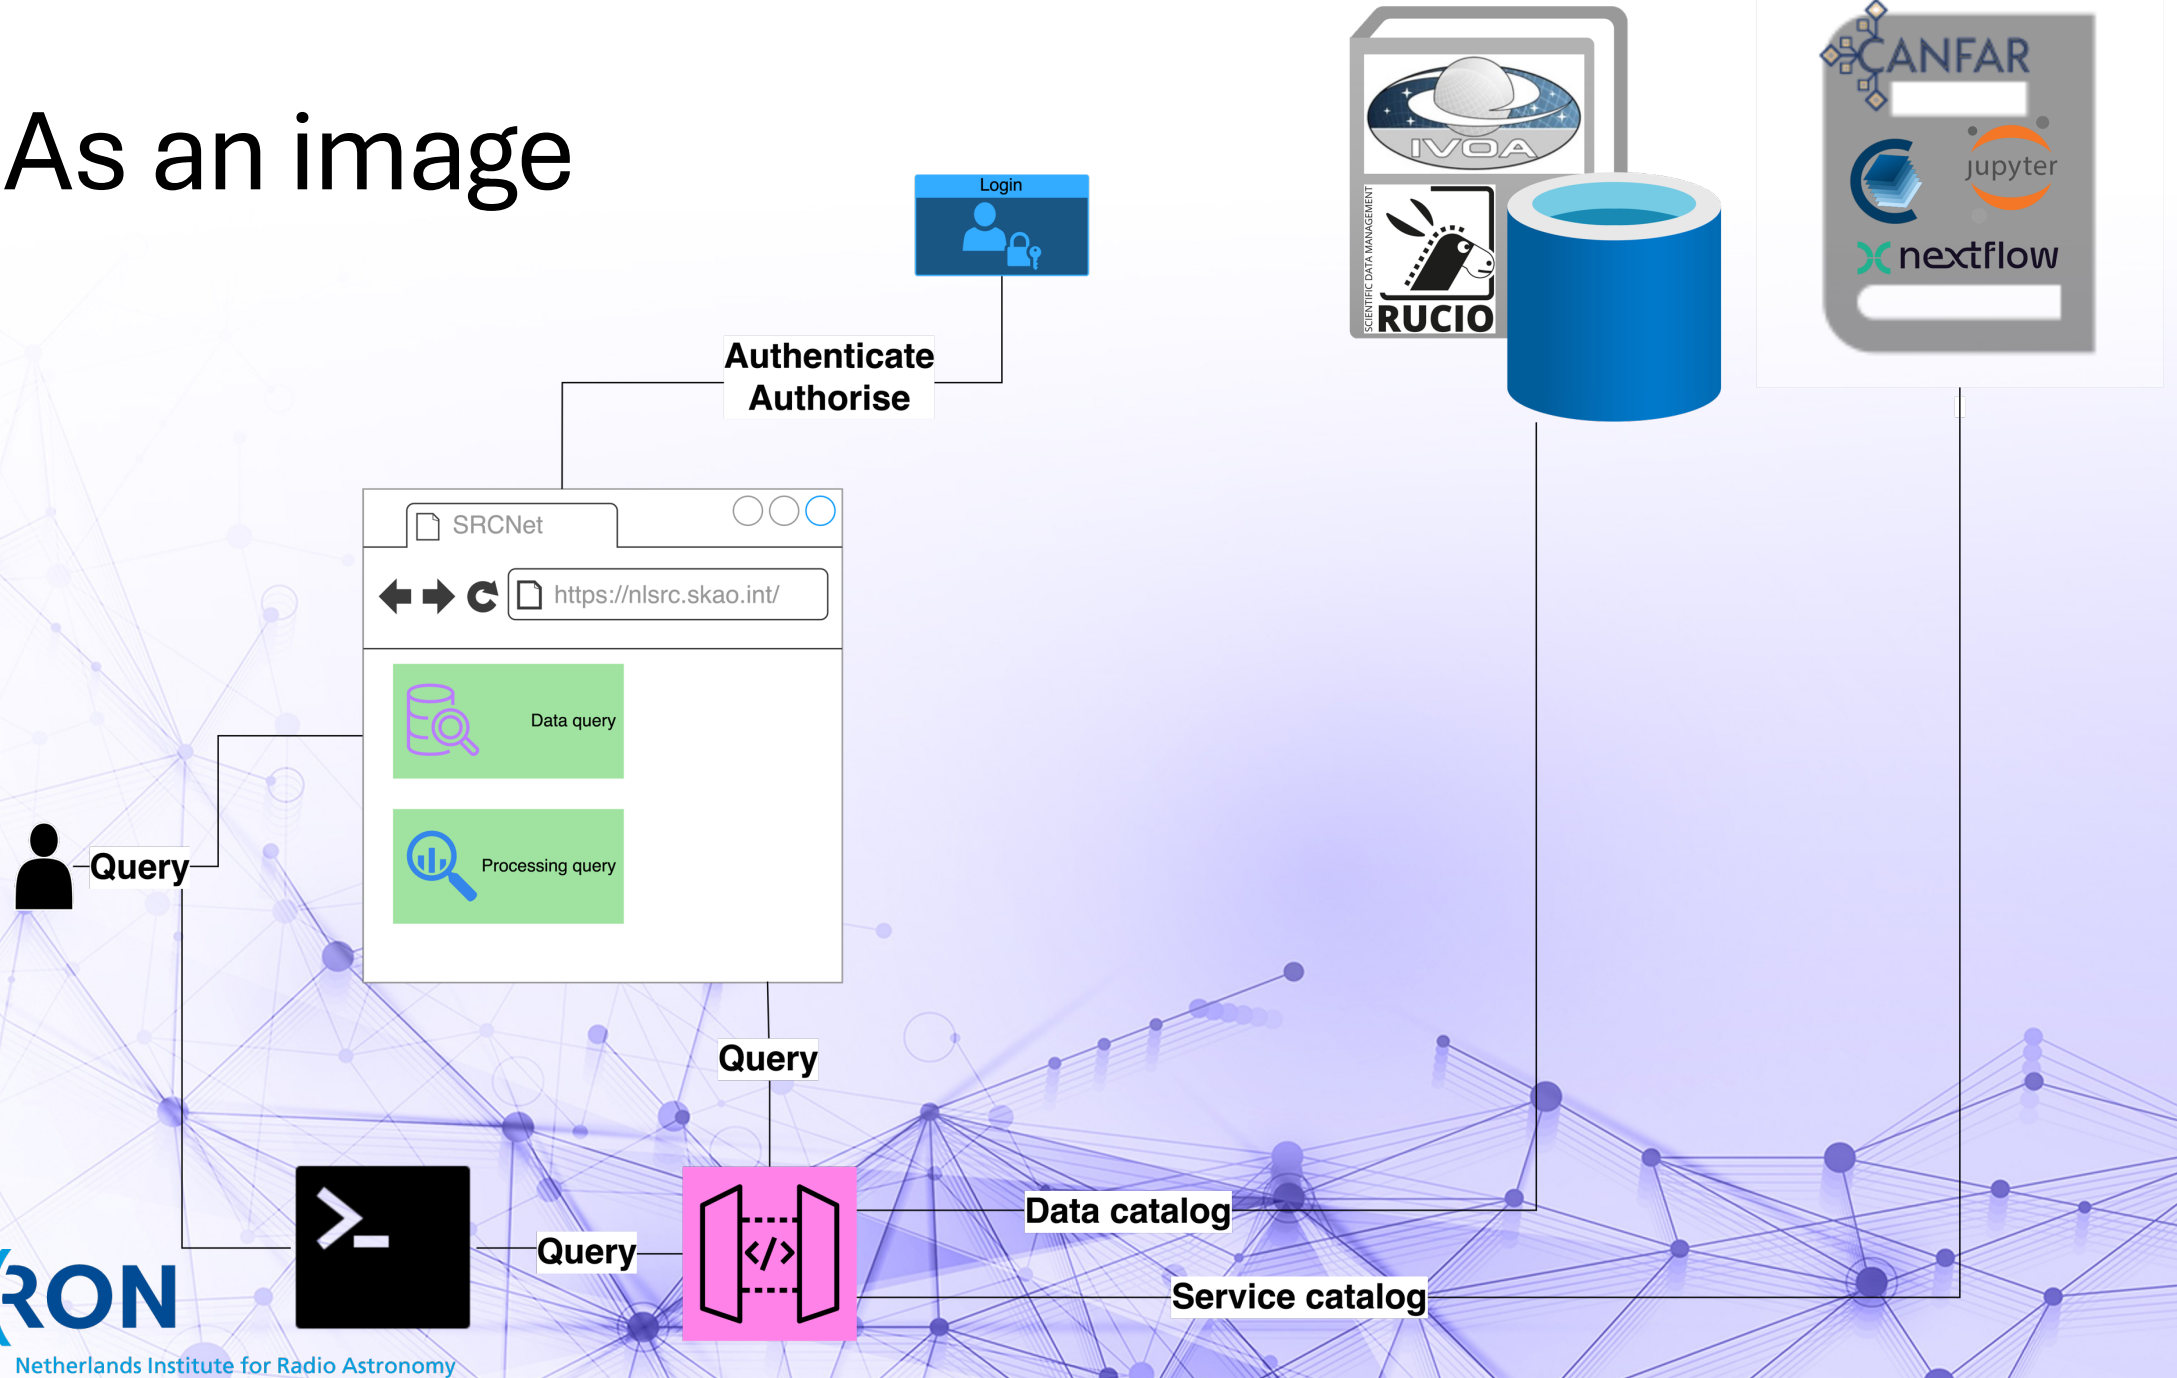 As an image
Login
Authenticate
Authorise
IVOA
SCIENTIFIC DATA MANAGEMENT
RUCIO
CANFAR
jupyter
nextflow
SRCNet
https://nlsrc.skao.int/
Data query
Processing query
Query
Query
>_
Query
</>
Data catalog
Service catalog
RON
Netherlands Institute for Radio Astronomy